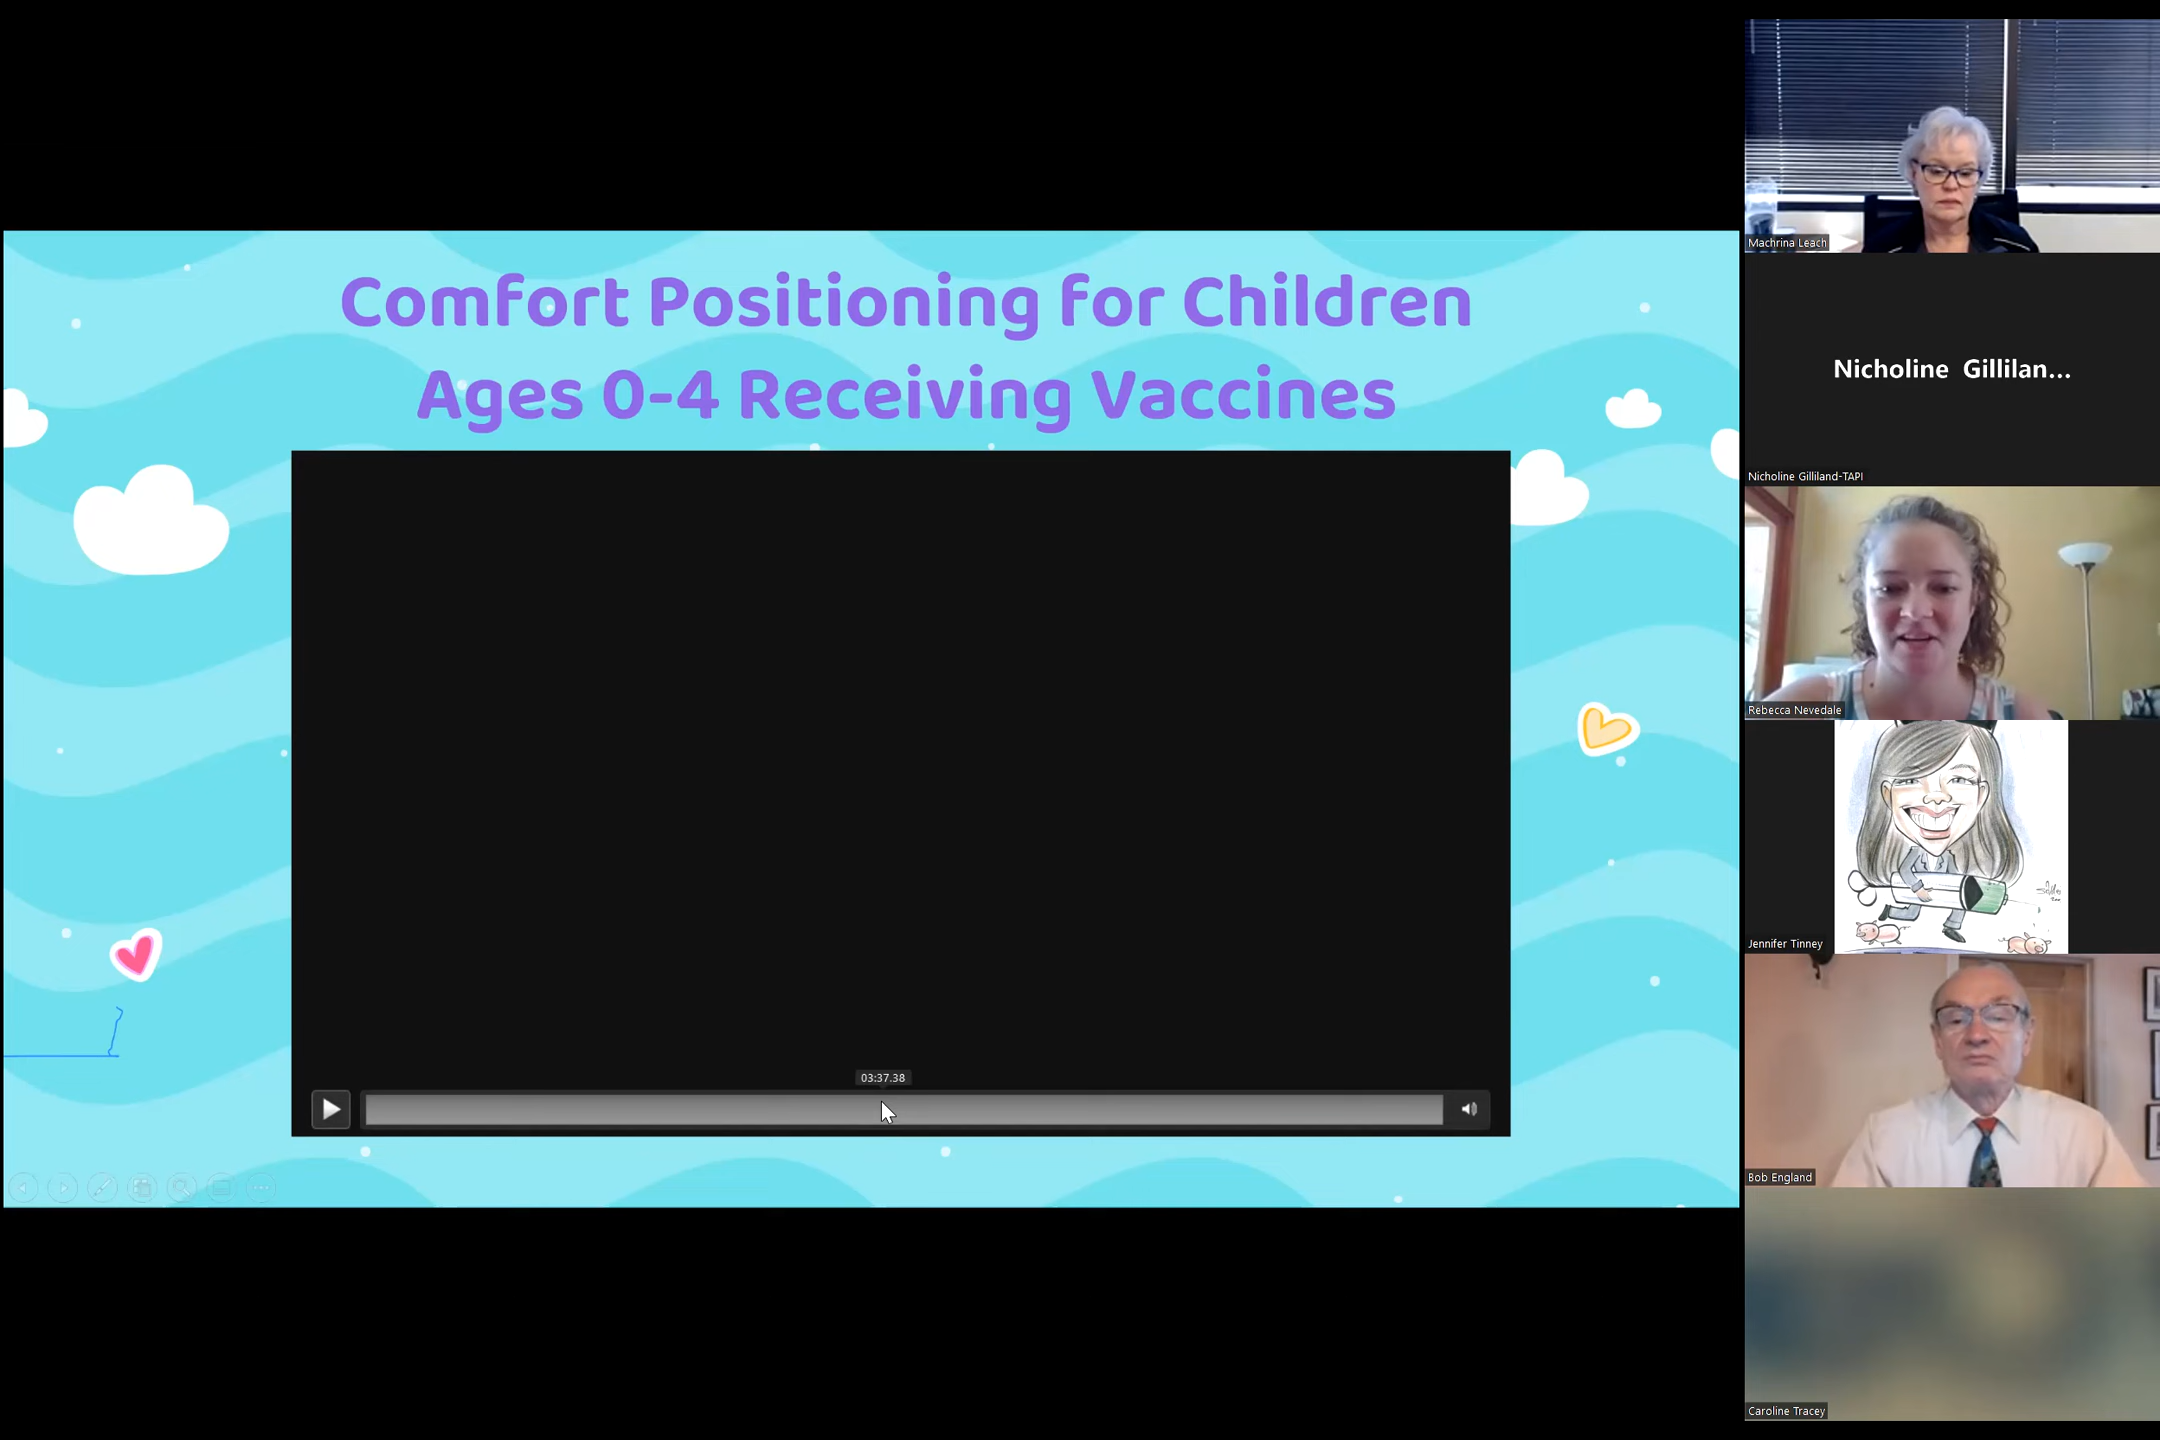 Comfort Positioning for Children
Ages 0-4 Receiving Vaccines
03:37.38
Machrina Leach
Nicholine Gillilan...
Nicholine Gilliland-TAPI
Rebecca Nevedale
Jennifer Tinney
Bob England
Caroline Tracey